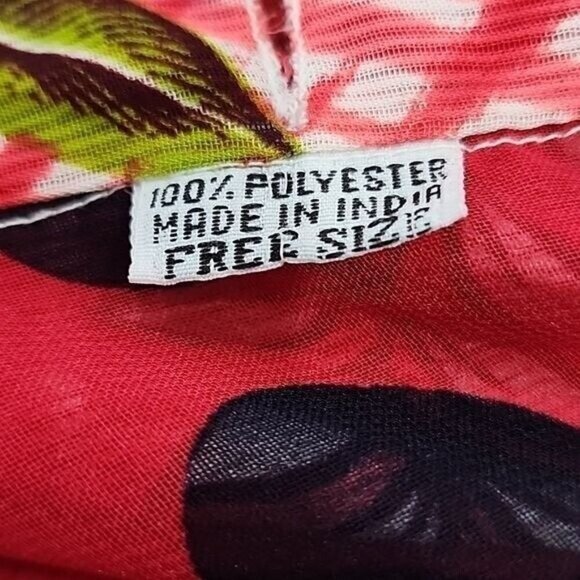 100% POLYESTER
MADE IN INDIA
FREE SIZE